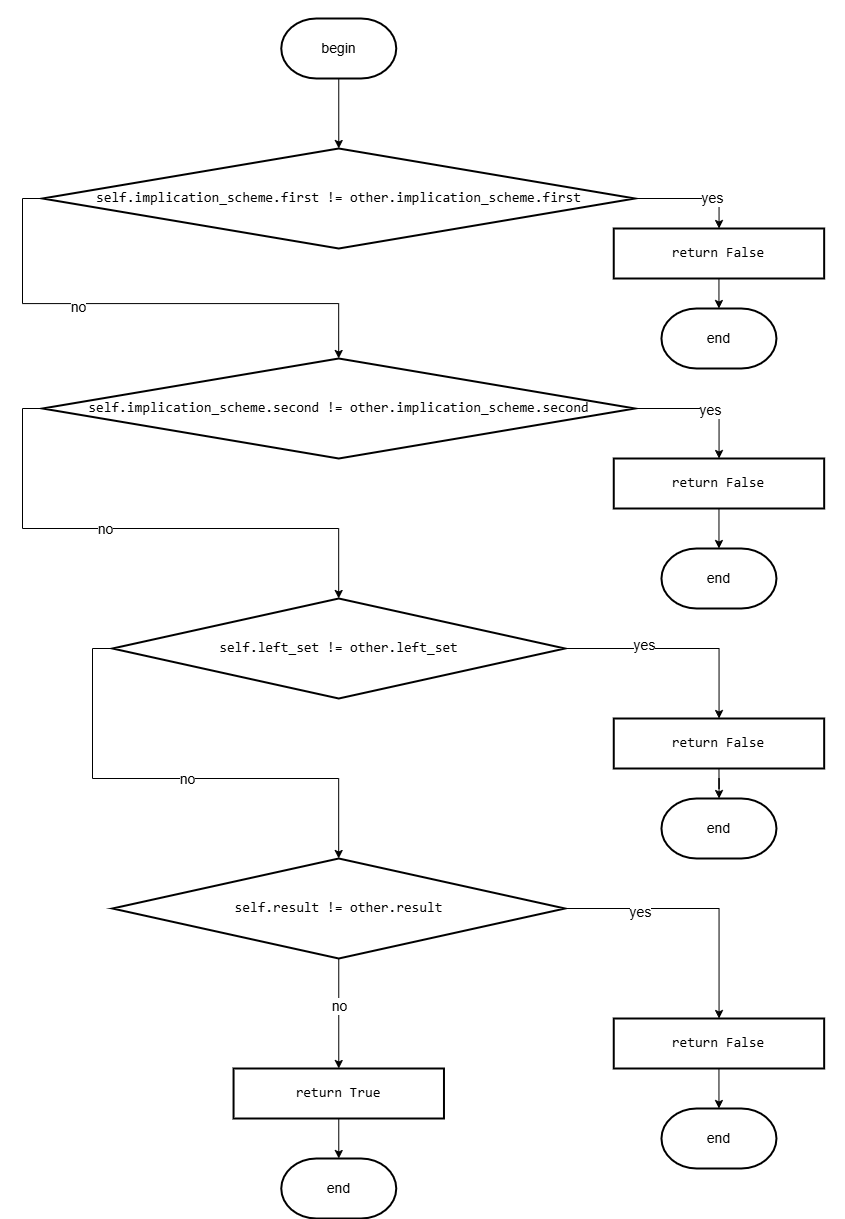 begin
self.implication_scheme.first != other.implication_scheme.first
yes
return False
end
no
self.implication_scheme.second != other.implication_scheme.second
yes
return False
end
no
self.left_set != other.left_set
yes
return False
end
no
self.result != other.result
yes
no
return False
return True
end
end